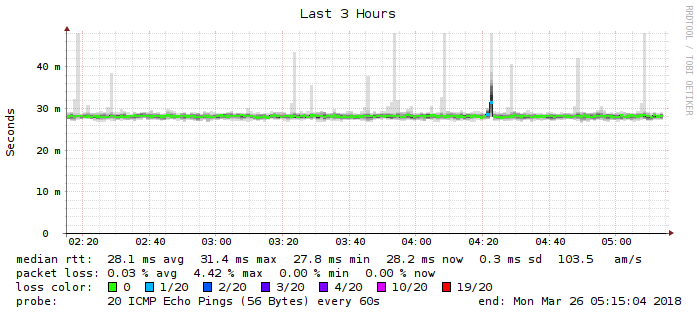 Last 3 Hours
RRDTOOL / TOBI OETIKER
Seconds
40 m
30 m
20 m
10 m
0
02:20 02:40 03:00 03:20 03:40 04:00 04:20 04:40 05:00
median rtt: 28.1 ms avg 31.4 ms max 27.8 ms min 28.2 ms now 0.3 ms sd 103.5 am/s
packet loss: 0.03 % avg 4.42 % max 0.00 % min 0.00 % now
loss color: 0 1/20 2/20 3/20 4/20 10/20 19/20
probe: 20 ICMP Echo Pings (56 Bytes) every 60s end: Mon Mar 26 05:15:04 2018